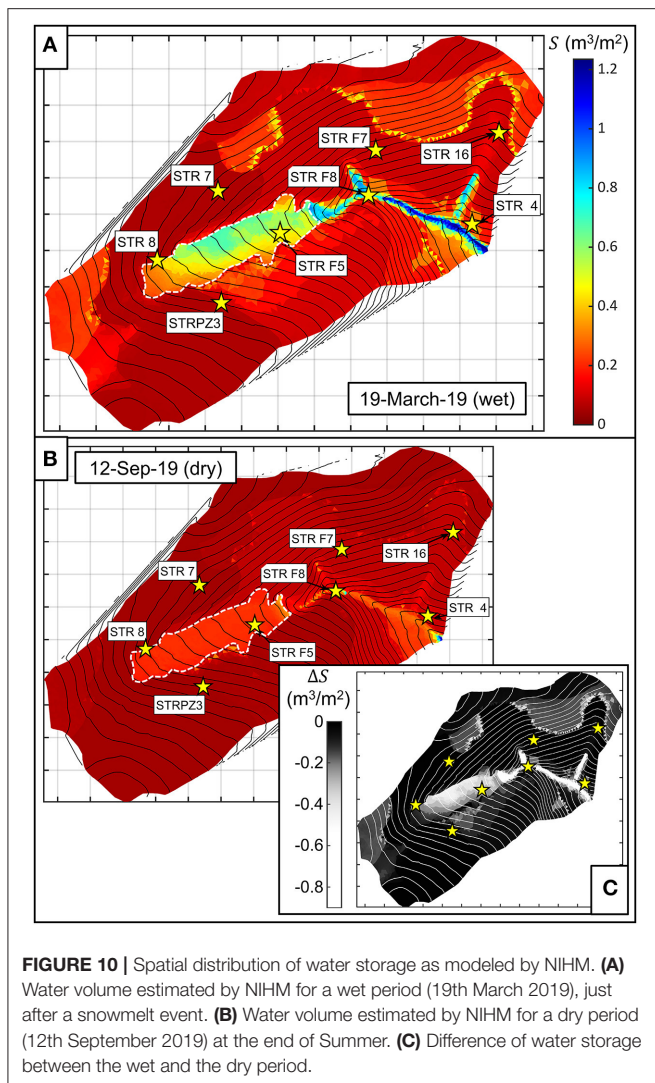 A
S (m³/m²)
1.2
1
0.8
0.6
0.4
0.2
0
STR F7
STR 16
STR 7
STR F8
STR 4
STR 8
STR F5
STRPZ3
19-March-19 (wet)
B
12-Sep-19 (dry)
STR F7
STR 16
STR 7
STR F8
STR 4
STR 8
STR F5
STRPZ3
ΔS
(m³/m²)
0
-0.2
-0.4
-0.6
-0.8
C
FIGURE 10 | Spatial distribution of water storage as modeled by NIHM. (A)
Water volume estimated by NIHM for a wet period (19th March 2019), just
after a snowmelt event. (B) Water volume estimated by NIHM for a dry period
(12th September 2019) at the end of Summer. (C) Difference of water storage
between the wet and the dry period.